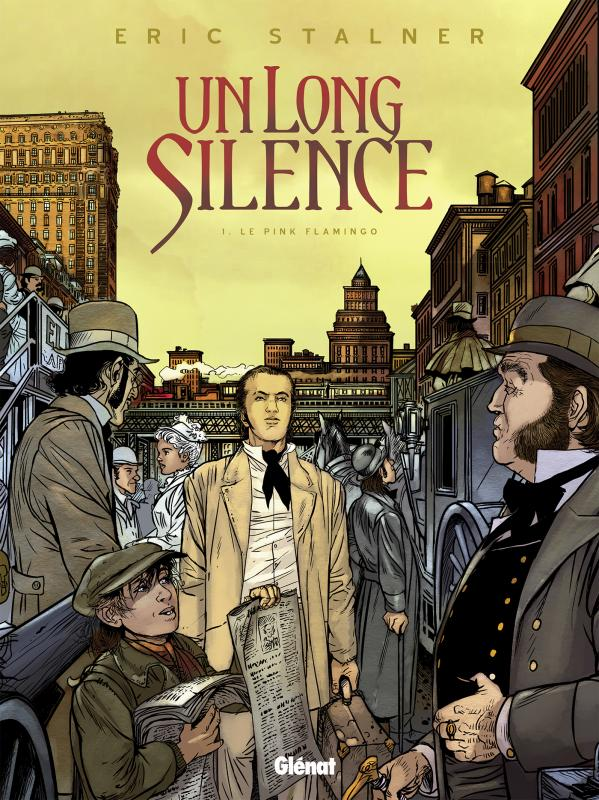 ERIC STALNER
UN LONG
SILENCE
1. LE PINK FLAMINGO
Glénat